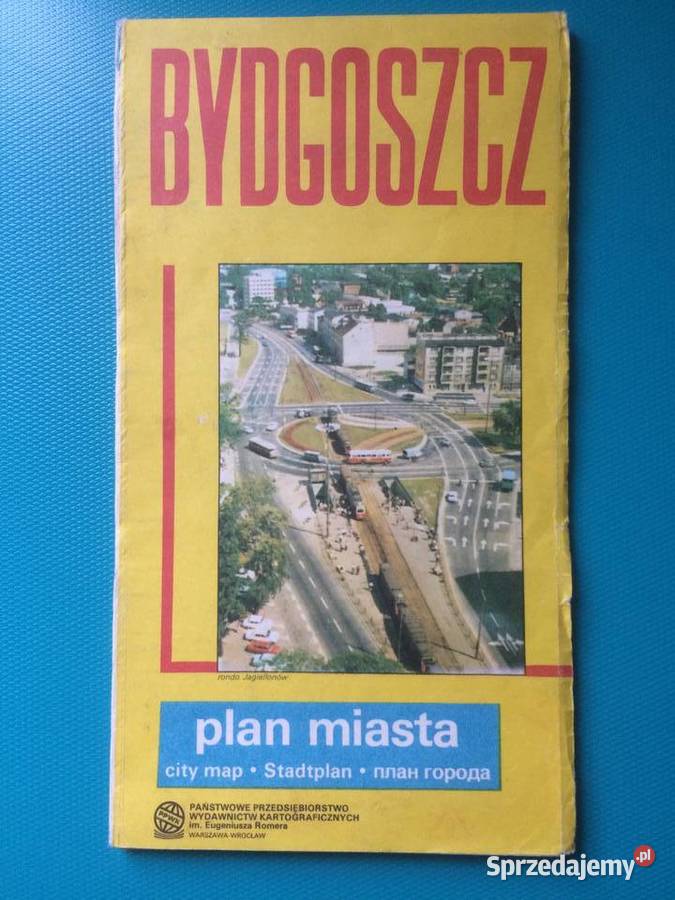 BYDGOSZCZ
rondo Jagiellonów
plan miasta
city map • Stadtplan • план города
PPWK
PAŃSTWOWE PRZEDSIĘBIORSTWO
WYDAWNICTW KARTOGRAFICZNYCH
im. Eugeniusza Romera
WARSZAWA-WROCŁAW
Sprzedajemy.pl